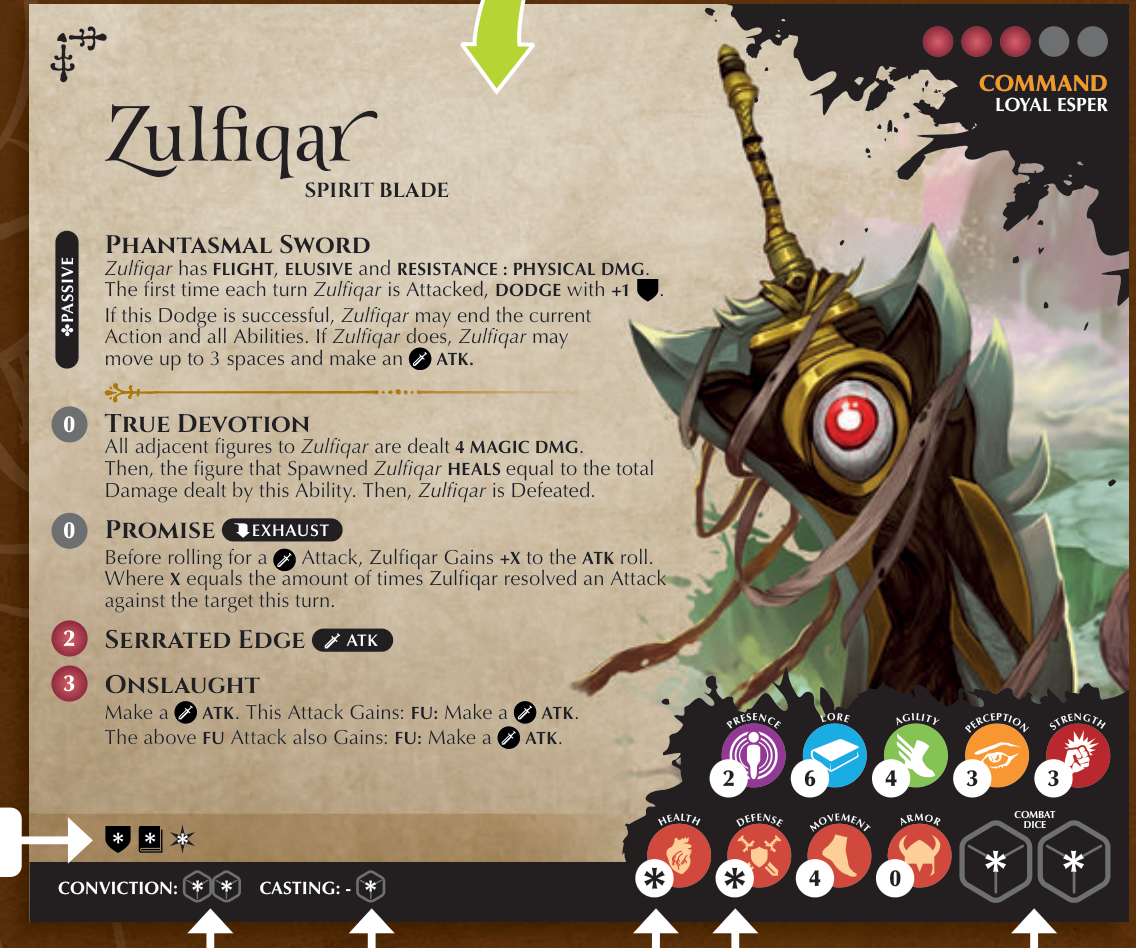 COMMAND
LOYAL ESPER
Zulfiqar
SPIRIT BLADE
PASSIVE
PHANTASMAL SWORD
Zulfiqar has FLIGHT, ELUSIVE and RESISTANCE : PHYSICAL DMG.
The first time each turn Zulfiqar is Attacked, DODGE with +1 .
If this Dodge is successful, Zulfiqar may end the current
Action and all Abilities. If Zulfiqar does, Zulfiqar may
move up to 3 spaces and make an ATK.
0 TRUE DEVOTION
All adjacent figures to Zulfiqar are dealt 4 MAGIC DMG.
Then, the figure that Spawned Zulfiqar HEALS equal to the total
Damage dealt by this Ability. Then, Zulfiqar is Defeated.
0 PROMISE EXHAUST
Before rolling for a Attack, Zulfiqar Gains +X to the ATK roll.
Where X equals the amount of times Zulfiqar resolved an Attack
against the target this turn.
2 SERRATED EDGE ATK
3 ONSLAUGHT
Make a ATK. This Attack Gains: FU: Make a ATK.
The above FU Attack also Gains: FU: Make a ATK.
PRESENCE LORE AGILITY PERCEPTION STRENGTH
2 6 4 3 3
HEALTH DEFENSE MOVEMENT ARMOR COMBAT
DICE
* * 4 0 * *
* * *
CONVICTION: * * CASTING: - *